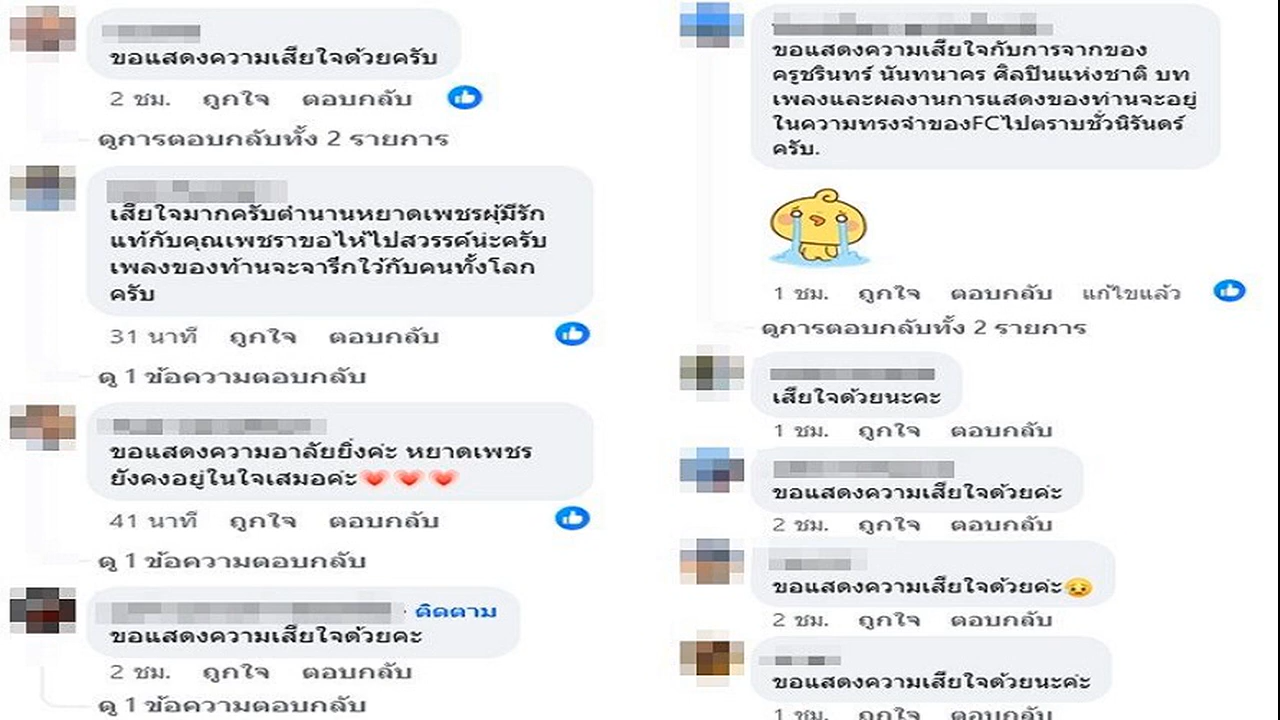 ขอแสดงความเสียใจด้วยครับ
2 ชม. ถูกใจ ตอบกลับ
ดูการตอบกลับทั้ง 2 รายการ
เสียใจมากครับตำนานหยาดเพชรผุ้มีรัก
แท้กับคุณเพชราขอไห้ไปสวรรค์น่ะครับ
เพลงของท้านจะจารึกใว้กับคนทั้งโลก
ครับ
31 นาที ถูกใจ ตอบกลับ
ดู 1 ข้อความตอบกลับ
ขอแสดงความอาลัยยิ่งค่ะ หยาดเพชร
ยังคงอยู่ในใจเสมอค่ะ❤️❤️❤️
41 นาที ถูกใจ ตอบกลับ
ดู 1 ข้อความตอบกลับ
· ติดตาม
ขอแสดงความเสียใจด้วยคะ
2 ชม. ถูกใจ ตอบกลับ
ดู 1 ข้อความตอบกลับ
ขอแสดงความเสียใจกับการจากของ
ครูชรินทร์ นันทนาคร ศิลปินแห่งชาติ บท
เพลงและผลงานการแสดงของท่านจะอยู่
ในความทรงจำของFCไปตราบชั่วนิรันดร์
ครับ.
1 ชม. ถูกใจ ตอบกลับ แก้ไขแล้ว
ดูการตอบกลับทั้ง 2 รายการ
เสียใจด้วยนะคะ
1 ชม. ถูกใจ ตอบกลับ
ขอแสดงความเสียใจด้วยค่ะ
2 ชม. ถูกใจ ตอบกลับ
ขอแสดงความเสียใจด้วยค่ะ😥
2 ชม. ถูกใจ ตอบกลับ
ขอแสดงความเสียใจด้วยนะค่ะ
1 ชม. ถูกใจ ตอบกลับ